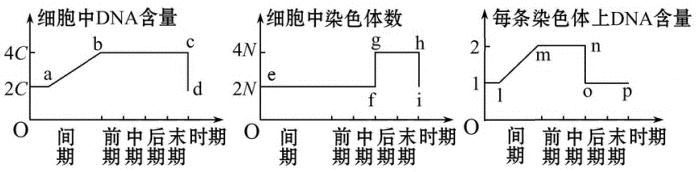 细胞中DNA含量
4C
2C
O
a
b
c
d
间期
前期
中期
后期
末期
时期
细胞中染色体数
4N
2N
O
e
f
g
h
i
间期
前期
中期
后期
末期
时期
每条染色体上DNA含量
2
1
O
l
m
n
o
p
间期
前期
中期
后期
末期
时期